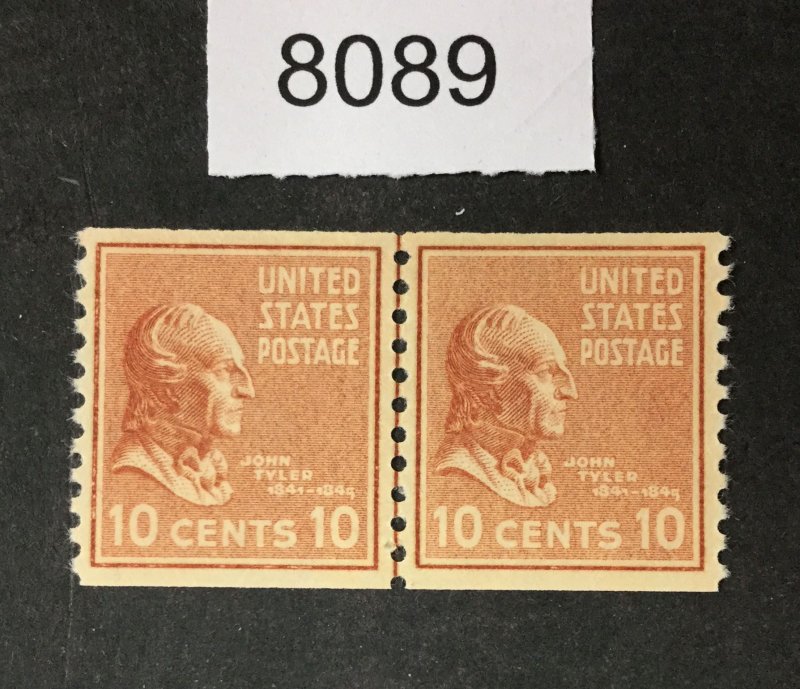 8089
UNITED
STATES
POSTAGE
JOHN
TYLER
1841-1845
10 CENTS 10
UNITED
STATES
POSTAGE
JOHN
TYLER
1841-1845
10 CENTS 10